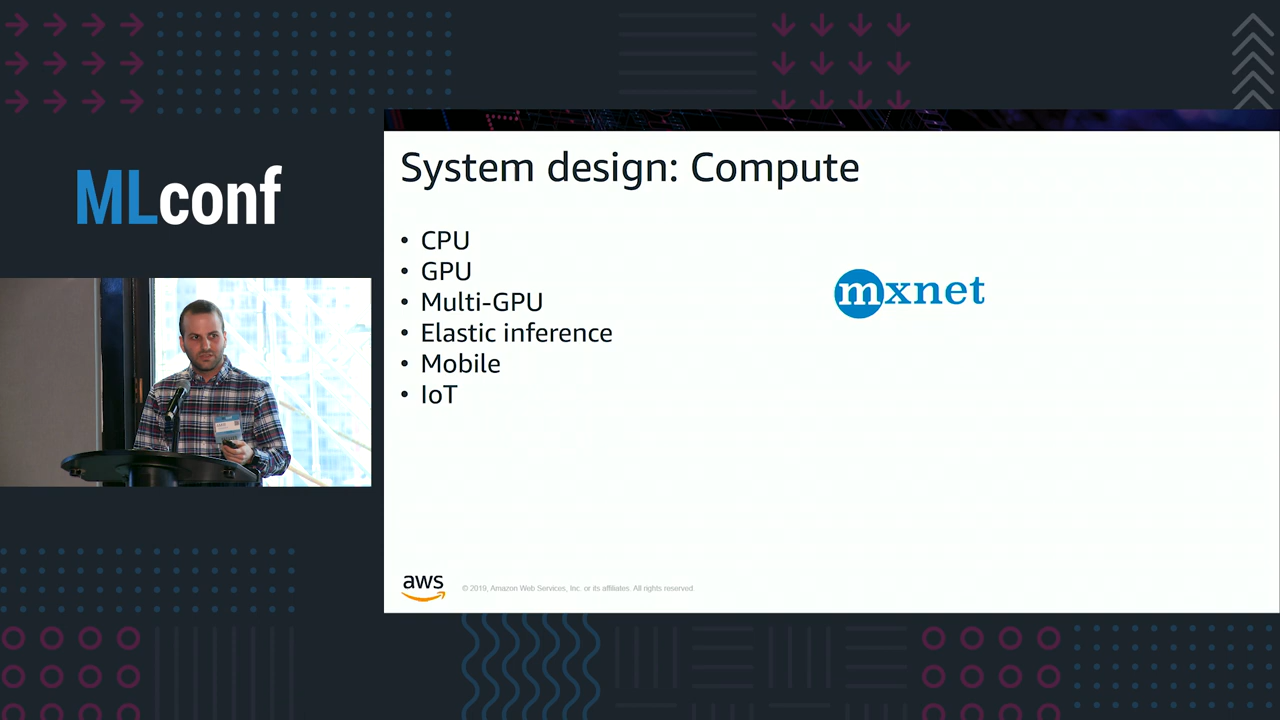 MLconf
System design: Compute
• CPU
• GPU
• Multi-GPU
• Elastic inference
• Mobile
• IoT
mxnet
aws
© 2019, Amazon Web Services, Inc. or its affiliates. All rights reserved.